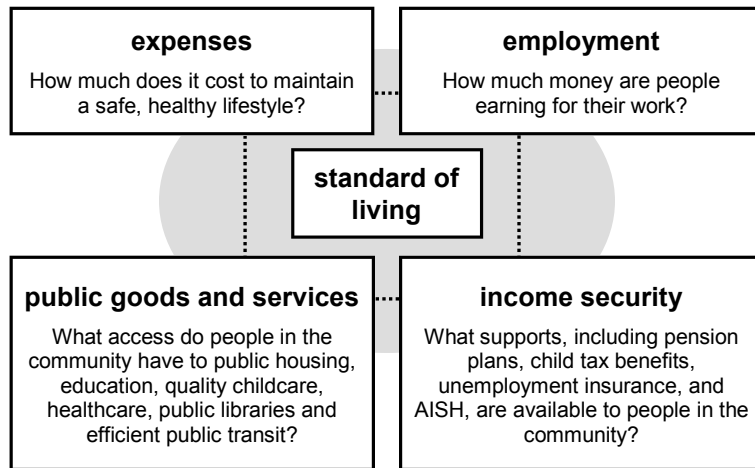 expenses
How much does it cost to maintain
a safe, healthy lifestyle?
employment
How much money are people
earning for their work?
standard of
living
public goods and services
What access do people in the
community have to public housing,
education, quality childcare,
healthcare, public libraries and
efficient public transit?
income security
What supports, including pension
plans, child tax benefits,
unemployment insurance, and
AISH, are available to people in the
community?